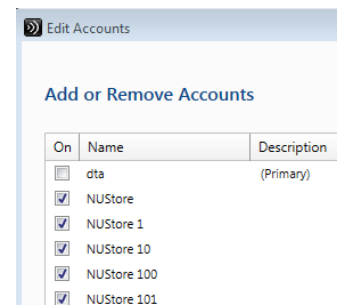 Edit Accounts
Add or Remove Accounts
On Name Description
dta (Primary)
NUStore
NUStore 1
NUStore 10
NUStore 100
NUStore 101